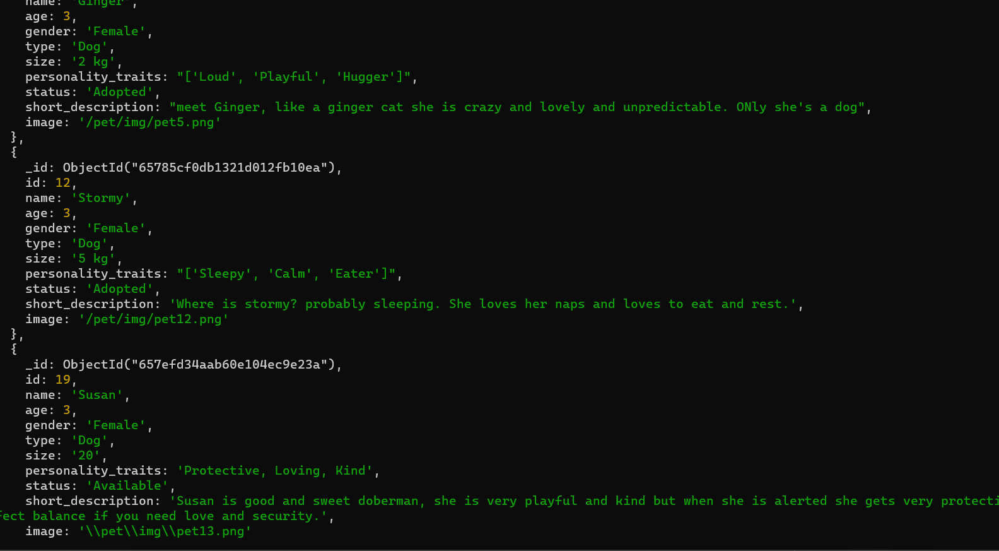 name: 'Ginger',
age: 3,
gender: 'Female',
type: 'Dog',
size: '2 kg',
personality_traits: "['Loud', 'Playful', 'Hugger']",
status: 'Adopted',
short_description: "meet Ginger, like a ginger cat she is crazy and lovely and unpredictable. ONly she's a dog",
image: '/pet/img/pet5.png'
},
{
_id: ObjectId("65785cf0db1321d012fb10ea"),
id: 12,
name: 'Stormy',
age: 3,
gender: 'Female',
type: 'Dog',
size: '5 kg',
personality_traits: "['Sleepy', 'Calm', 'Eater']",
status: 'Adopted',
short_description: 'Where is stormy? probably sleeping. She loves her naps and loves to eat and rest.',
image: '/pet/img/pet12.png'
},
{
_id: ObjectId("657efd34aab60e104ec9e23a"),
id: 19,
name: 'Susan',
age: 3,
gender: 'Female',
type: 'Dog',
size: '20',
personality_traits: 'Protective, Loving, Kind',
status: 'Available',
short_description: 'Susan is good and sweet doberman, she is very playful and kind but when she is alerted she gets very protecti
fect balance if you need love and security.',
image: '\\pet\\img\\pet13.png'